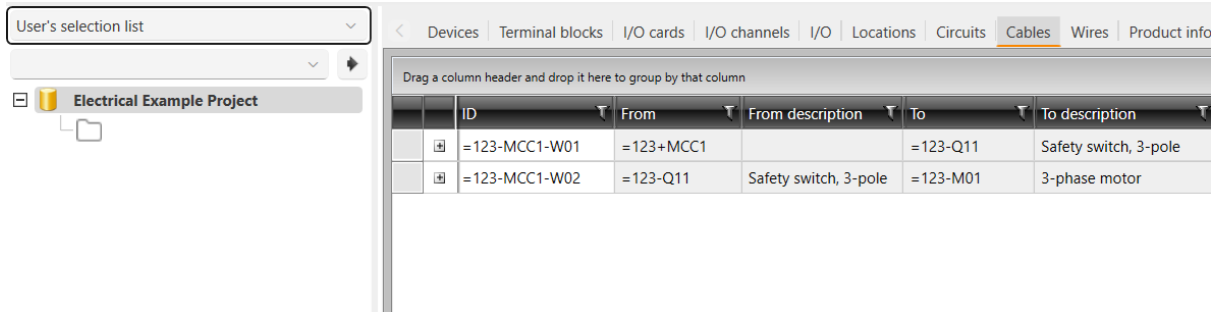 User's selection list
Devices Terminal blocks I/O cards I/O channels I/O Locations Circuits Cables Wires Product info
Drag a column header and drop it here to group by that column
Electrical Example Project
ID From From description To To description
=123-MCC1-W01 =123+MCC1 =123-Q11 Safety switch, 3-pole
=123-MCC1-W02 =123-Q11 Safety switch, 3-pole =123-M01 3-phase motor